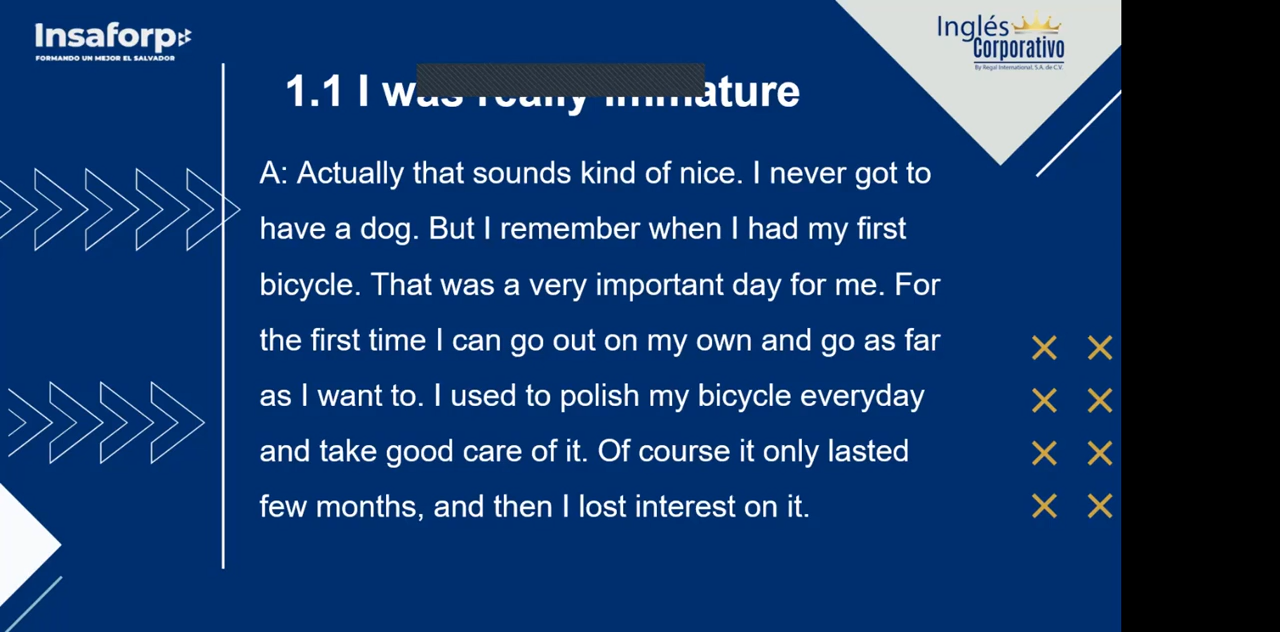 Insaforp
FORMANDO UN MEJOR EL SALVADOR
Inglés
Corporativo
By Regal International, S.A. de C.V.
1.1 I was really immature
A: Actually that sounds kind of nice. I never got to
have a dog. But I remember when I had my first
bicycle. That was a very important day for me. For
the first time I can go out on my own and go as far
as I want to. I used to polish my bicycle everyday
and take good care of it. Of course it only lasted
few months, and then I lost interest on it.